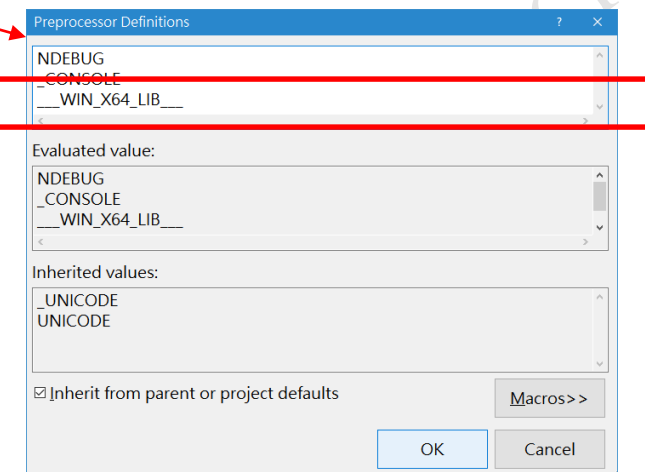 Preprocessor Definitions
NDEBUG
_CONSOLE
___WIN_X64_LIB___
Evaluated value:
NDEBUG
_CONSOLE
___WIN_X64_LIB___
Inherited values:
_UNICODE
UNICODE
Inherit from parent or project defaults
Macros>>
OK
Cancel